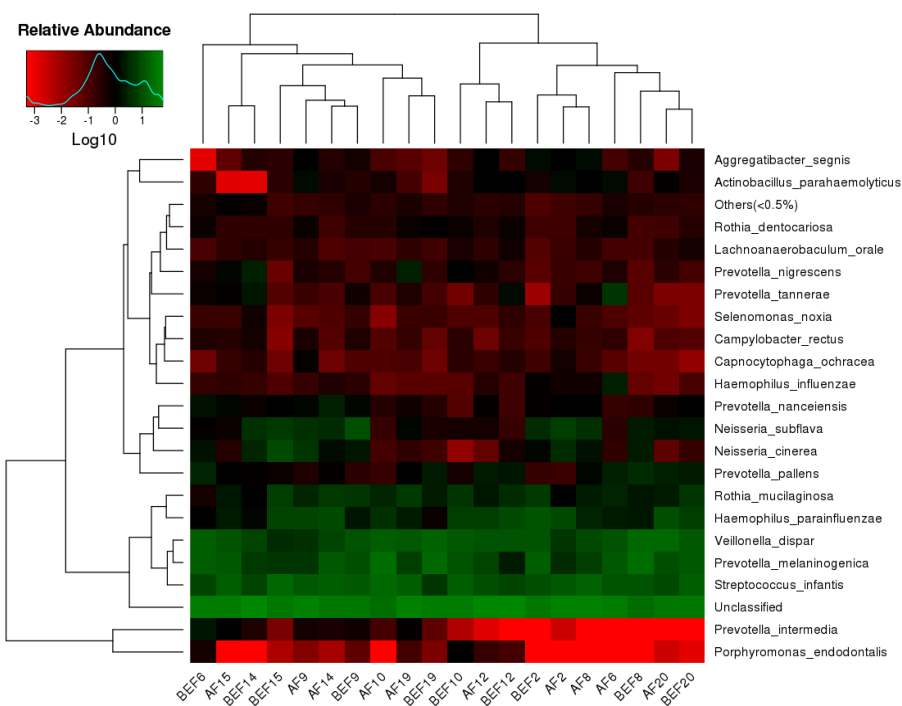 Relative Abundance
-3 -2 -1 0 1
Log10
Aggregatibacter_segnis
Actinobacillus_parahaemolyticus
Others(<0.5%)
Rothia_dentocariosa
Lachnoanaerobaculum_orale
Prevotella_nigrescens
Prevotella_tannerae
Selenomonas_noxia
Campylobacter_rectus
Capnocytophaga_ochracea
Haemophilus_influenzae
Prevotella_nanceiensis
Neisseria_subflava
Neisseria_cinerea
Prevotella_pallens
Rothia_mucilaginosa
Haemophilus_parainfluenzae
Veillonella_dispar
Prevotella_melaninogenica
Streptococcus_infantis
Unclassified
Prevotella_intermedia
Porphyromonas_endodontalis
BEF6 AF15 BEF14 BEF15 AF9 AF14 BEF9 AF10 AF19 BEF19 BEF10 AF12 BEF12 BEF2 AF2 AF8 AF6 BEF8 AF20 BEF20